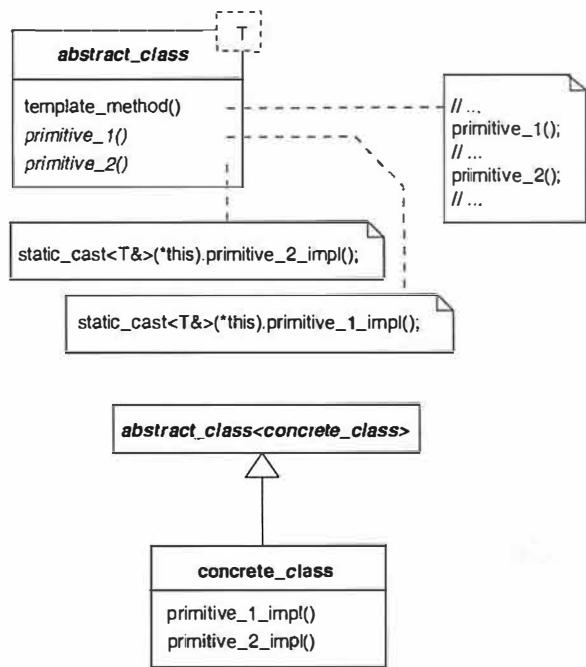 T
abstract_class
template_method()
primitive_1()
primitive_2()
// ...
primitive_1();
// ...
primitive_2();
// ...
static_cast<T&>(*this).primitive_2_impl();
static_cast<T&>(*this).primitive_1_impl();
abstract_class<concrete_class>
concrete_class
primitive_1_impl()
primitive_2_impl()